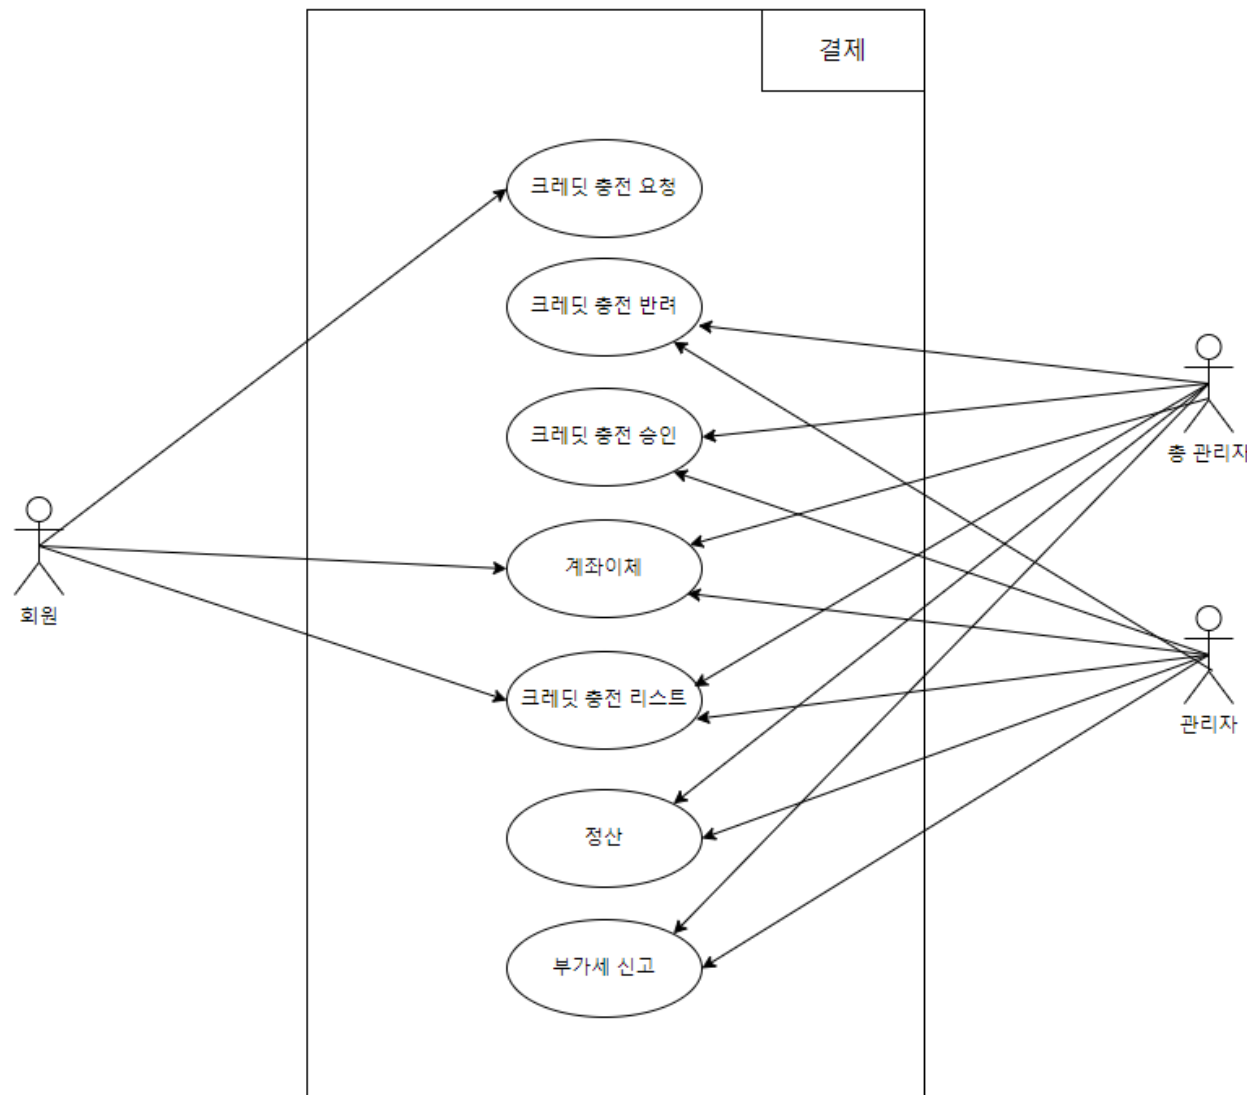 결제
크레딧 충전 요청
크레딧 충전 반려
크레딧 충전 승인
총 관리자
계좌이체
회원
크레딧 충전 리스트
관리자
정산
부가세 신고